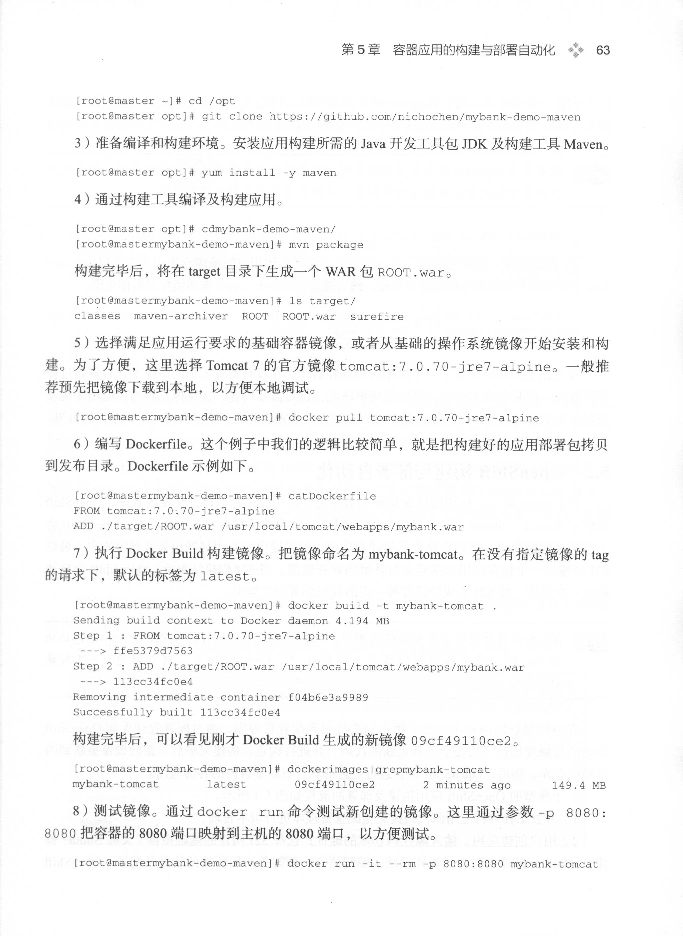 第 5 章 容器应用的构建与部署自动化 63
[root@master ~]# cd /opt
[root@master opt]# git clone https://github.com/nichochen/mybank-demo-maven
3）准备编译和构建环境。安装应用构建所需的 Java 开发工具包 JDK 及构建工具 Maven。
[root@master opt]# yum install -y maven
4）通过构建工具编译及构建应用。
[root@master opt]# cdmybank-demo-maven/
[root@mastermybank-demo-maven]# mvn package
构建完毕后，将在 target 目录下生成一个 WAR 包 ROOT.war。
[root@mastermybank-demo-maven]# ls target/
classes maven-archiver ROOT ROOT.war surefire
5）选择满足应用运行要求的基础容器镜像，或者从基础的操作系统镜像开始安装和构
建。为了方便，这里选择 Tomcat 7 的官方镜像 tomcat:7.0.70-jre7-alpine。一般推
荐预先把镜像下载到本地，以方便本地调试。
[root@mastermybank-demo-maven]# docker pull tomcat:7.0.70-jre7-alpine
6）编写 Dockerfile。这个例子中我们的逻辑比较简单，就是把构建好的应用部署包拷贝
到发布目录。Dockerfile 示例如下。
[root@mastermybank-demo-maven]# catDockerfile
FROM tomcat:7.0.70-jre7-alpine
ADD ./target/ROOT.war /usr/local/tomcat/webapps/mybank.war
7）执行 Docker Build 构建镜像。把镜像命名为 mybank-tomcat。在没有指定镜像的 tag
的请求下，默认的标签为 latest。
[root@mastermybank-demo-maven]# docker build -t mybank-tomcat .
Sending build context to Docker daemon 4.194 MB
Step 1 : FROM tomcat:7.0.70-jre7-alpine
---> ffe5379d7563
Step 2 : ADD ./target/ROOT.war /usr/local/tomcat/webapps/mybank.war
---> 113cc34fc0e4
Removing intermediate container f04b6e3a9989
Successfully built 113cc34fc0e4
构建完毕后，可以看见刚才 Docker Build 生成的新镜像 09cf49110ce2。
[root@mastermybank-demo-maven]# dockerimages|grepmybank-tomcat
mybank-tomcat latest 09cf49110ce2 2 minutes ago 149.4 MB
8）测试镜像。通过 docker run 命令测试新创建的镜像。这里通过参数 -p 8080:
8080 把容器的 8080 端口映射到主机的 8080 端口，以方便测试。
[root@mastermybank-demo-maven]# docker run -it --rm -p 8080:8080 mybank-tomcat